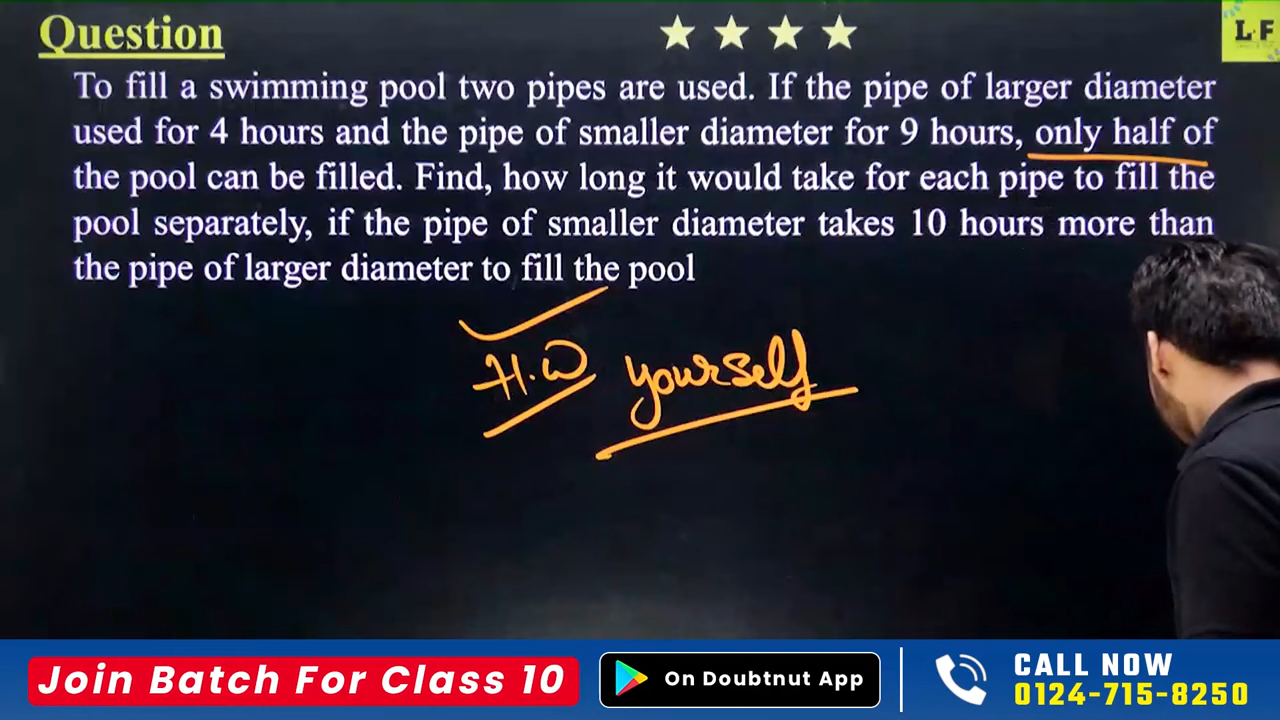 Question
L F
To fill a swimming pool two pipes are used. If the pipe of larger diameter
used for 4 hours and the pipe of smaller diameter for 9 hours, only half of
the pool can be filled. Find, how long it would take for each pipe to fill the
pool separately, if the pipe of smaller diameter takes 10 hours more than
the pipe of larger diameter to fill the pool
H.W yourself
Join Batch For Class 10
On Doubtnut App
CALL NOW
0124-715-8250